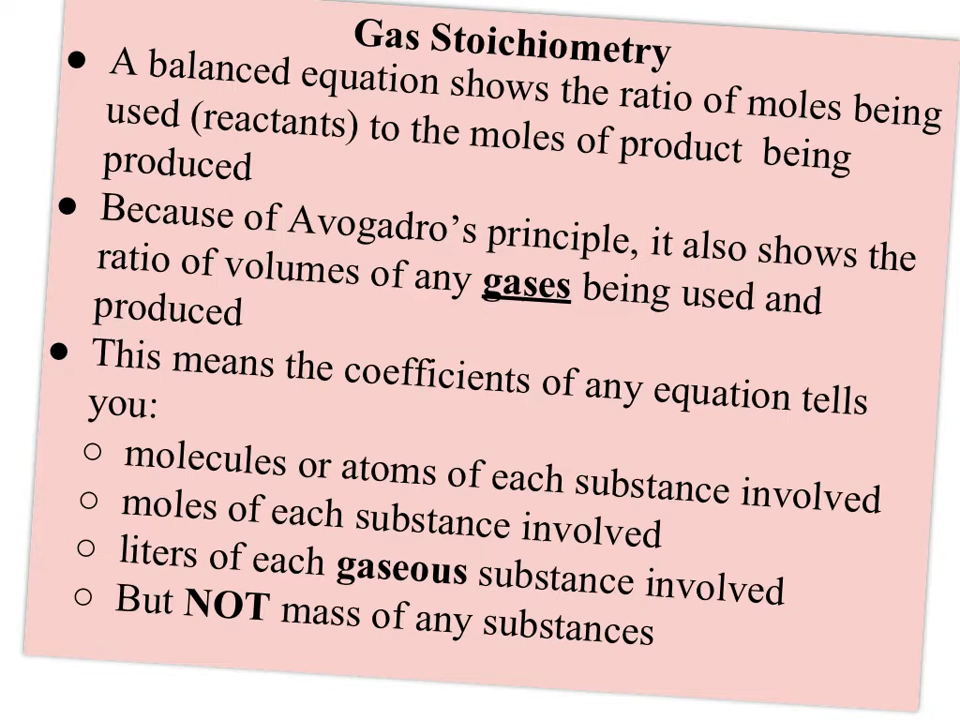 Gas Stoichiometry
● A balanced equation shows the ratio of moles being
used (reactants) to the moles of product being
produced
● Because of Avogadro’s principle, it also shows the
ratio of volumes of any gases being used and
produced
● This means the coefficients of any equation tells
you:
○ molecules or atoms of each substance involved
○ moles of each substance involved
○ liters of each gaseous substance involved
○ But NOT mass of any substances